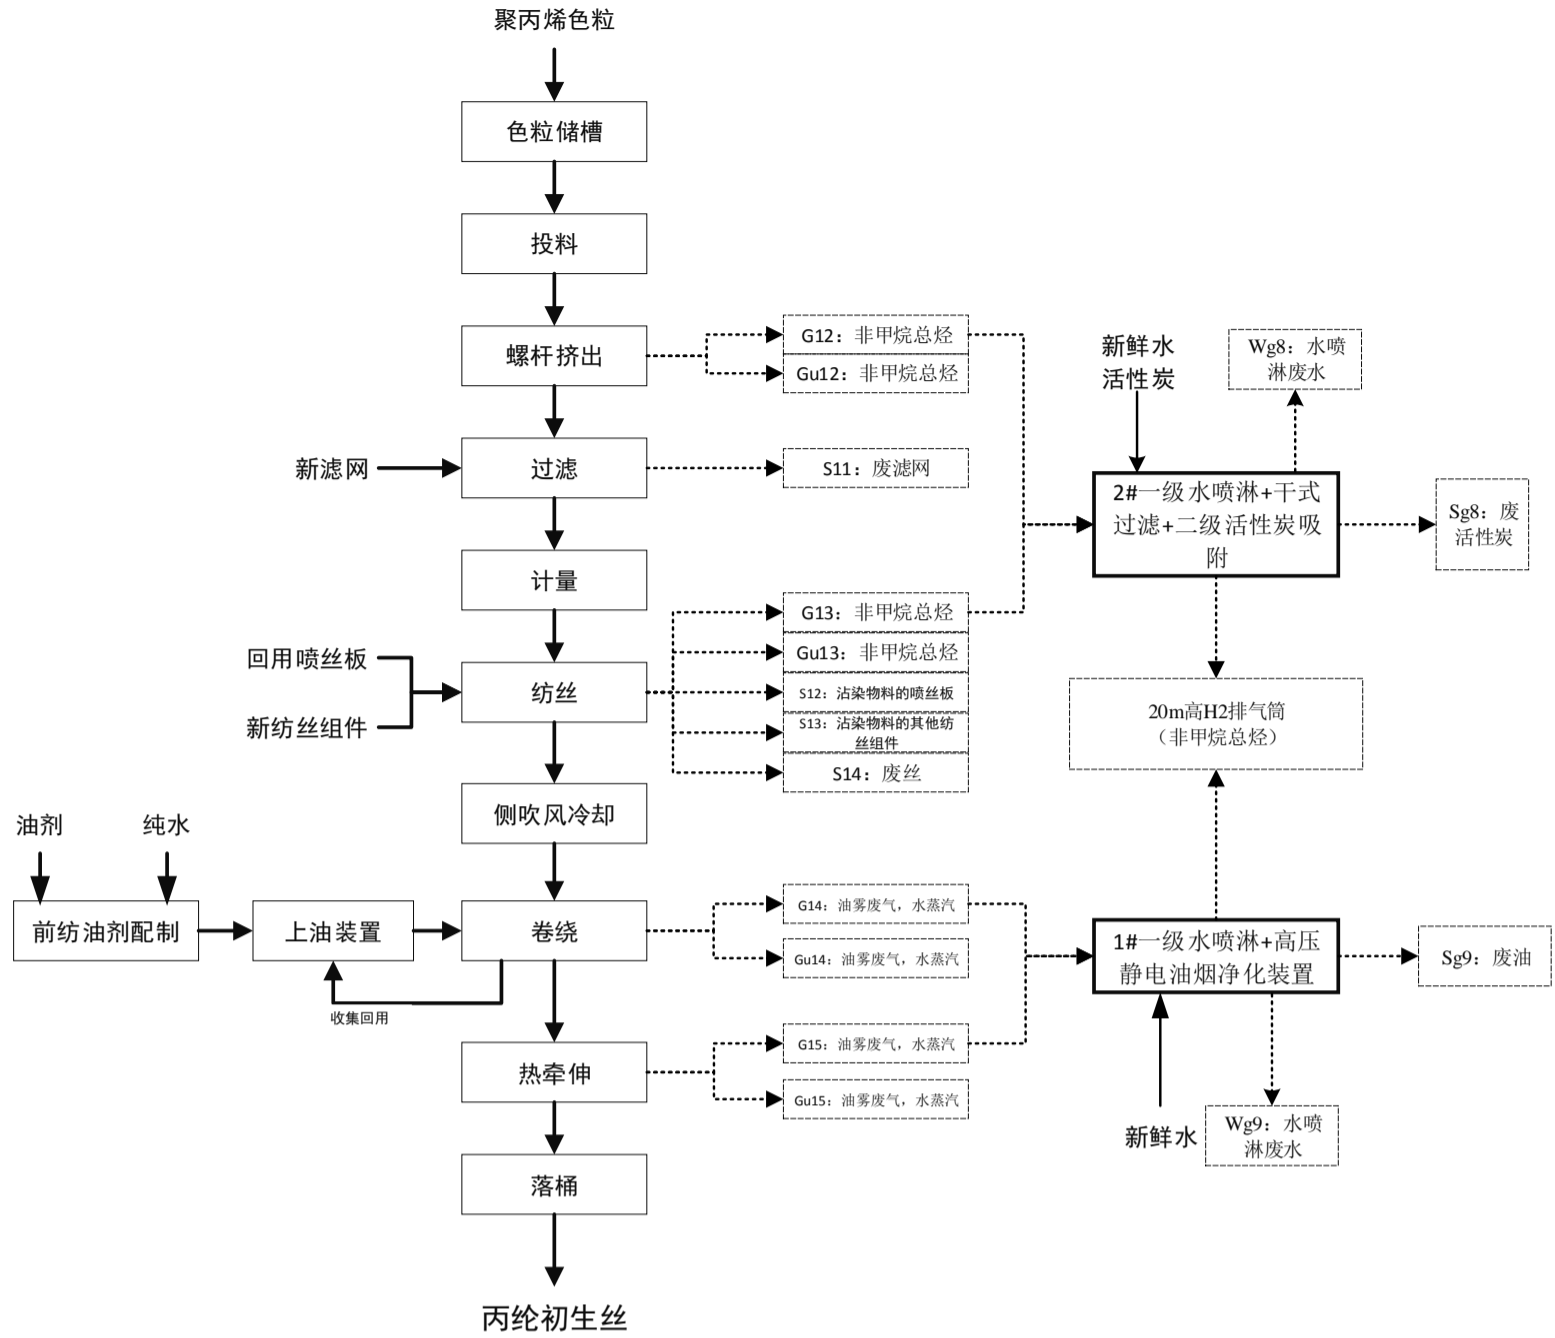 聚丙烯色粒
色粒储槽
投料
螺杆挤出
G12：非甲烷总烃
Gu12：非甲烷总烃
新鲜水
活性炭
Wg8：水喷
淋废水
新滤网
过滤
S11：废滤网
2#一级水喷淋+干式
过滤+二级活性炭吸
附
Sg8：废
活性炭
计量
回用喷丝板
新纺丝组件
纺丝
G13：非甲烷总烃
Gu13：非甲烷总烃
S12：沾染物料的喷丝板
S13：沾染物料的其他纺
丝组件
S14：废丝
20m高H2排气筒
（非甲烷总烃）
侧吹风冷却
油剂
纯水
前纺油剂配制
上油装置
卷绕
收集回用
G14：油雾废气，水蒸汽
Gu14：油雾废气，水蒸汽
1#一级水喷淋+高压
静电油烟净化装置
Sg9：废油
热牵伸
G15：油雾废气，水蒸汽
Gu15：油雾废气，水蒸汽
新鲜水
Wg9：水喷
淋废水
落桶
丙纶初生丝